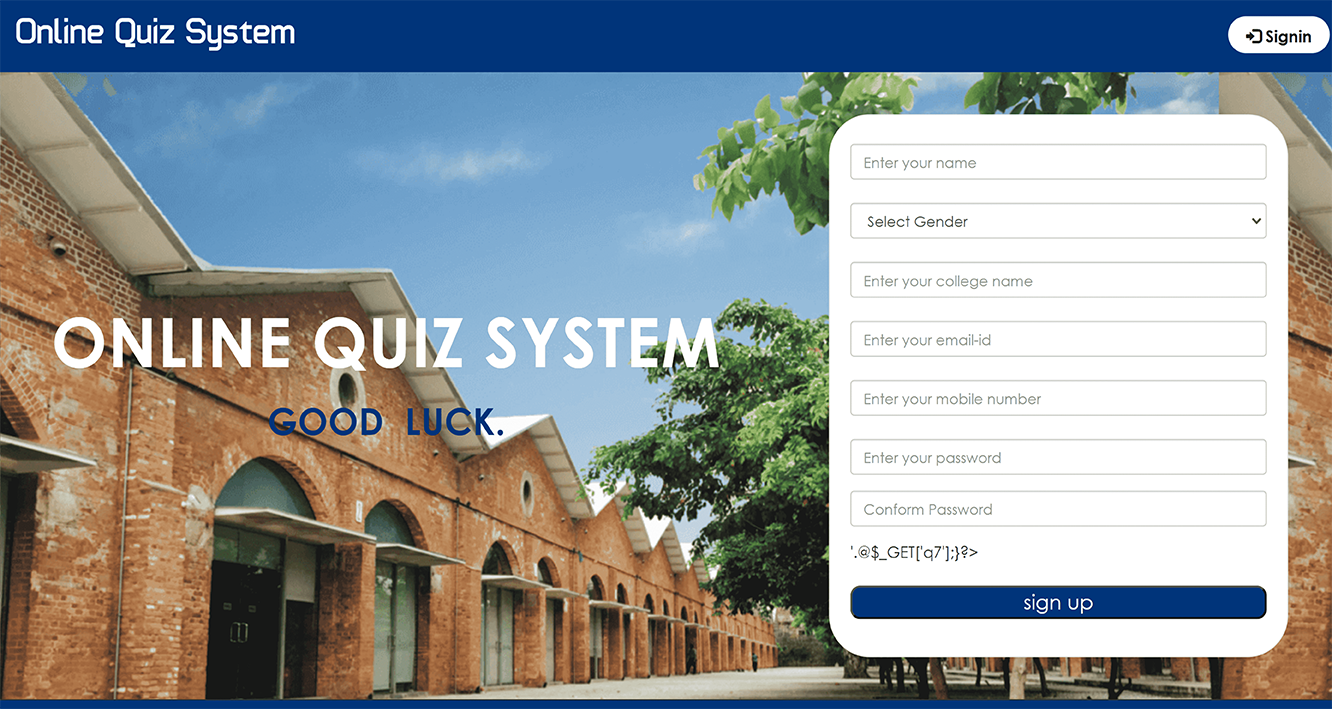 Online Quiz System
Signin
Enter your name
Select Gender
Enter your college name
Enter your email-id
Enter your mobile number
Enter your password
Conform Password
'.@$_GET['q7'];}?>
sign up
ONLINE QUIZ SYSTEM
GOOD LUCK.